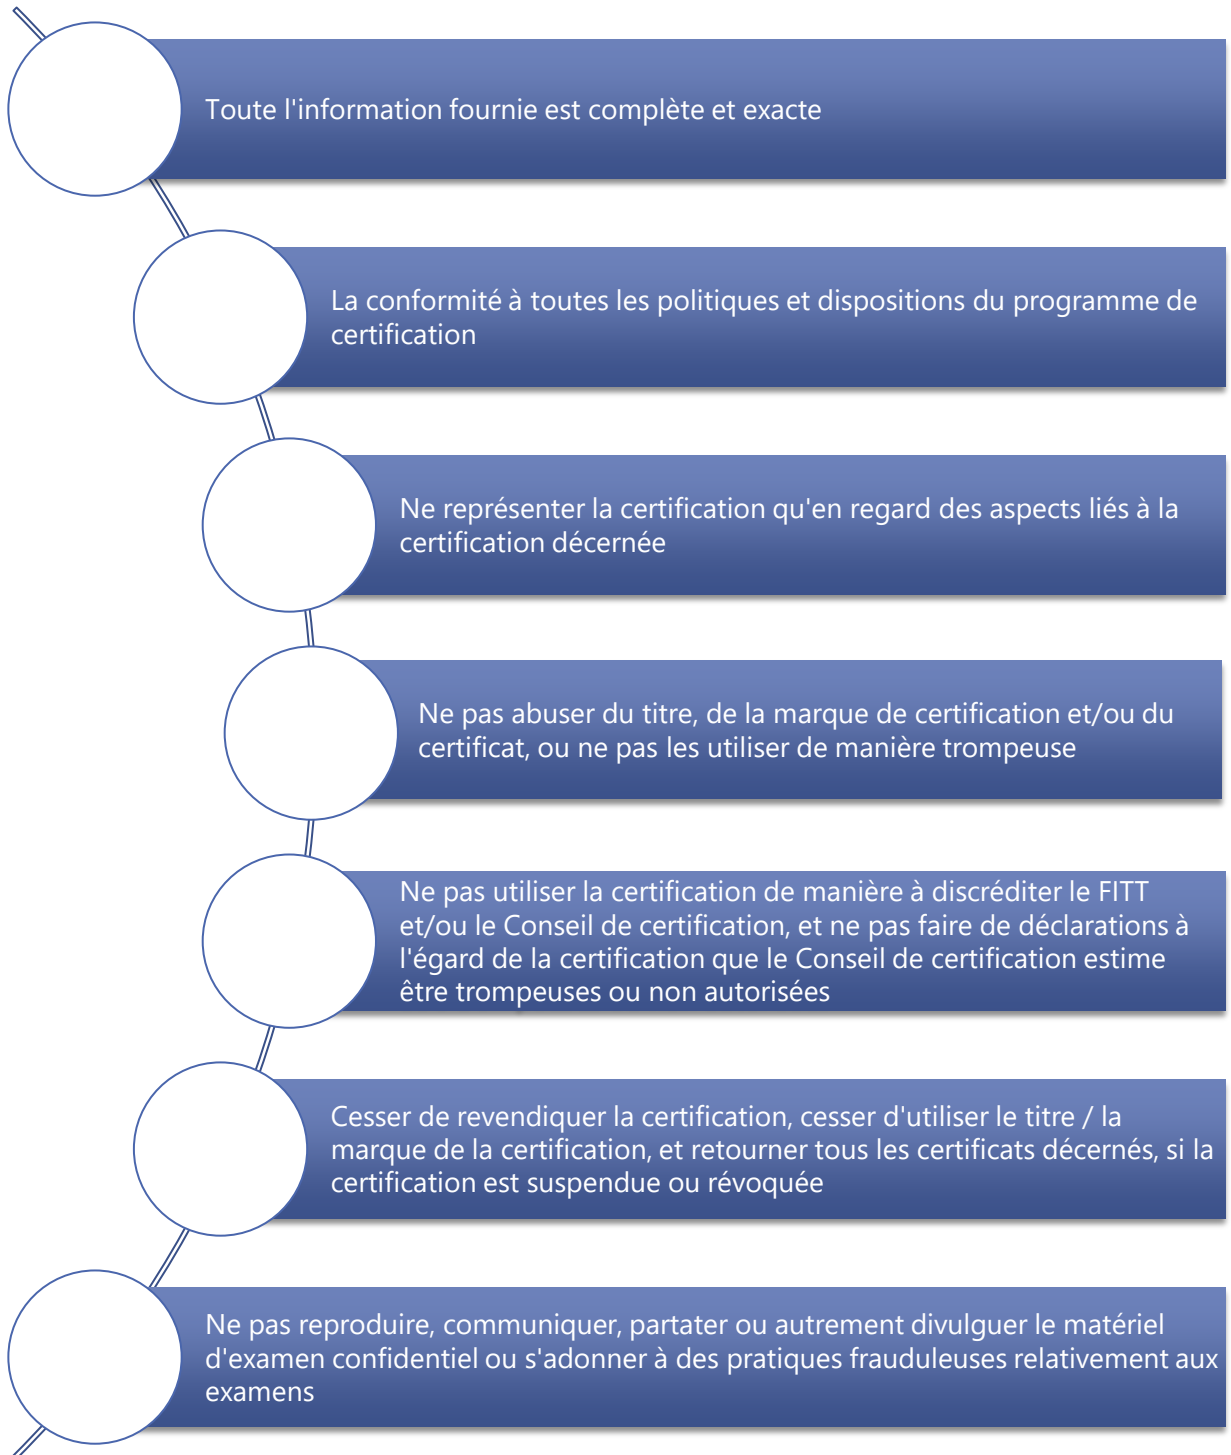 Toute l'information fournie est complète et exacte
La conformité à toutes les politiques et dispositions du programme de
certification
Ne représenter la certification qu'en regard des aspects liés à la
certification décernée
Ne pas abuser du titre, de la marque de certification et/ou du
certificat, ou ne pas les utiliser de manière trompeuse
Ne pas utiliser la certification de manière à discréditer le FITT
et/ou le Conseil de certification, et ne pas faire de déclarations à
l'égard de la certification que le Conseil de certification estime
être trompeuses ou non autorisées
Cesser de revendiquer la certification, cesser d'utiliser le titre / la
marque de la certification, et retourner tous les certificats décernés, si la
certification est suspendue ou révoquée
Ne pas reproduire, communiquer, partater ou autrement divulguer le matériel
d'examen confidentiel ou s'adonner à des pratiques frauduleuses relativement aux
examens